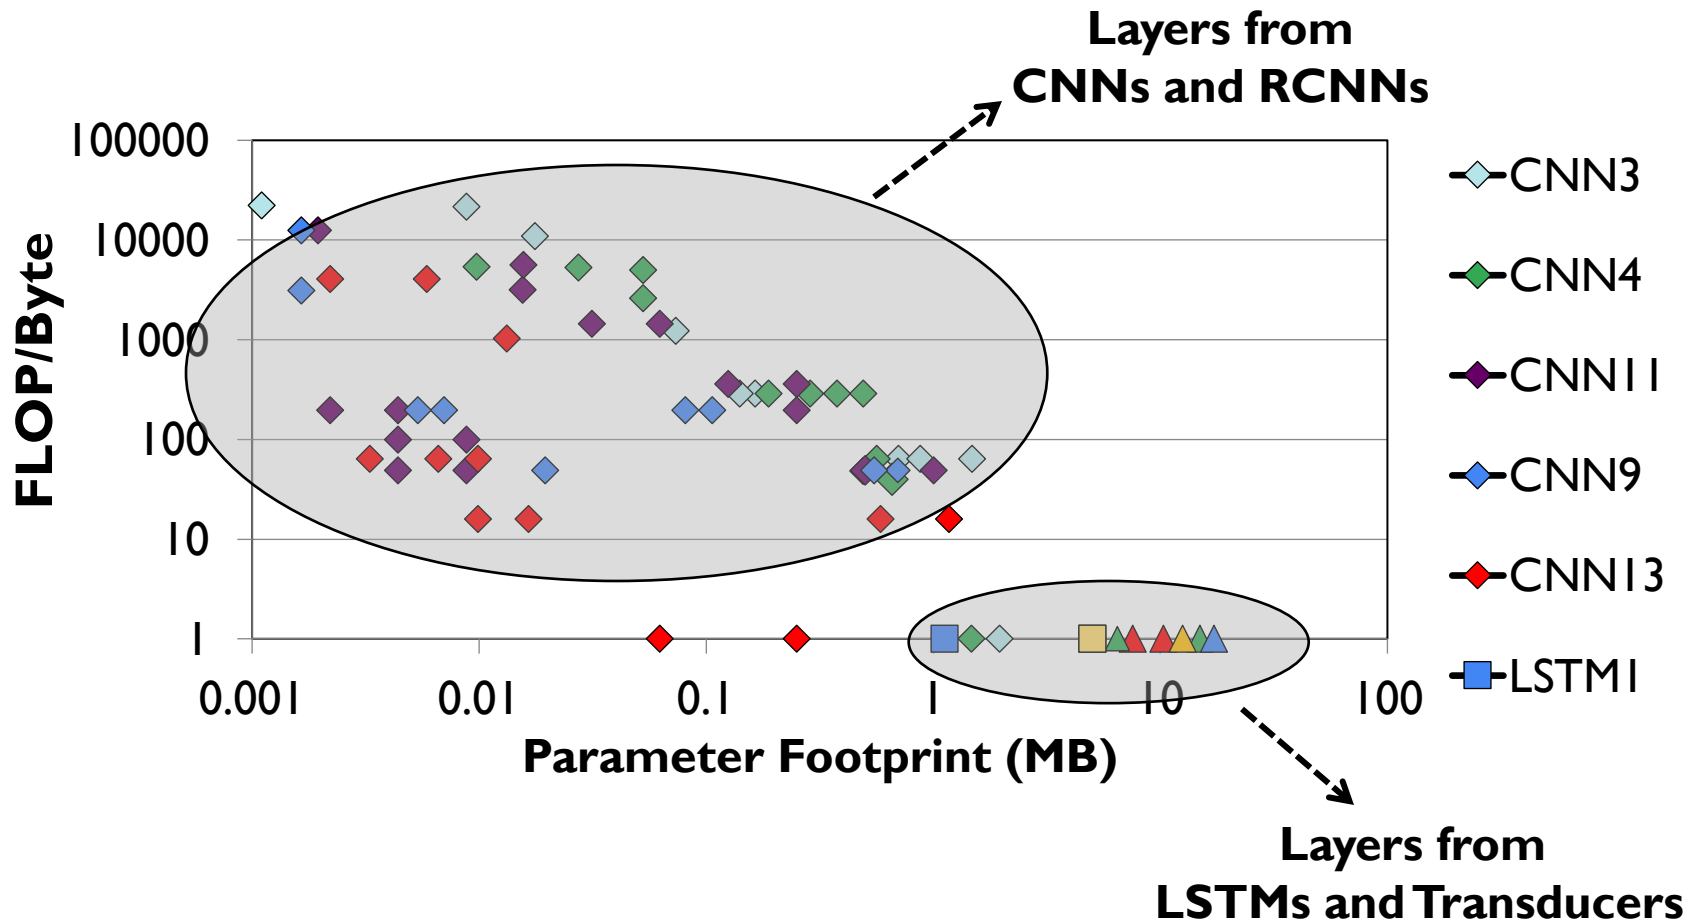 Layers from
CNNs and RCNNs
100000
10000
1000
100
10
1
FLOP/Byte
0.001
0.01
0.1
1
10
100
Parameter Footprint (MB)
CNN3
CNN4
CNN11
CNN9
CNN13
LSTM1
Layers from
LSTMs and Transducers